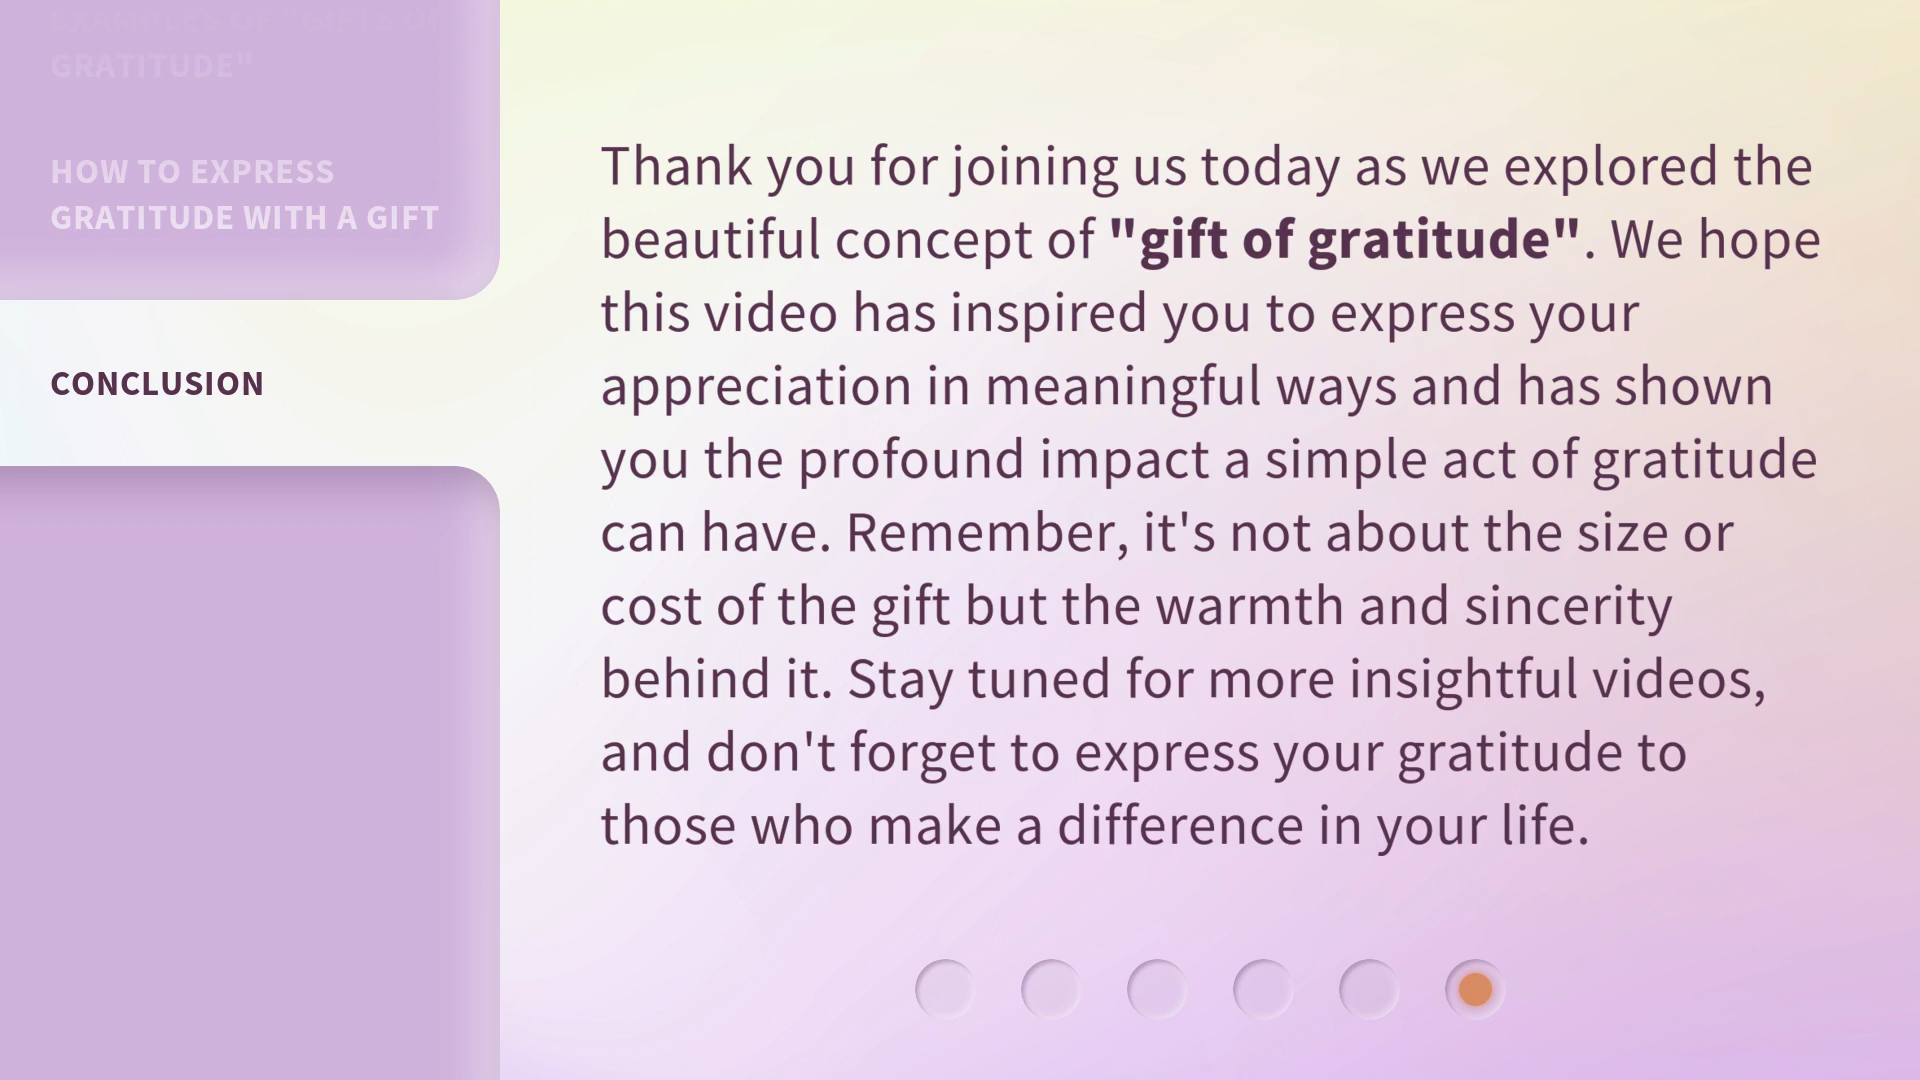 EXAMPLES OF "GIFTS OF
GRATITUDE"
HOW TO EXPRESS
GRATITUDE WITH A GIFT
CONCLUSION
Thank you for joining us today as we explored the
beautiful concept of "gift of gratitude". We hope
this video has inspired you to express your
appreciation in meaningful ways and has shown
you the profound impact a simple act of gratitude
can have. Remember, it's not about the size or
cost of the gift but the warmth and sincerity
behind it. Stay tuned for more insightful videos,
and don't forget to express your gratitude to
those who make a difference in your life.